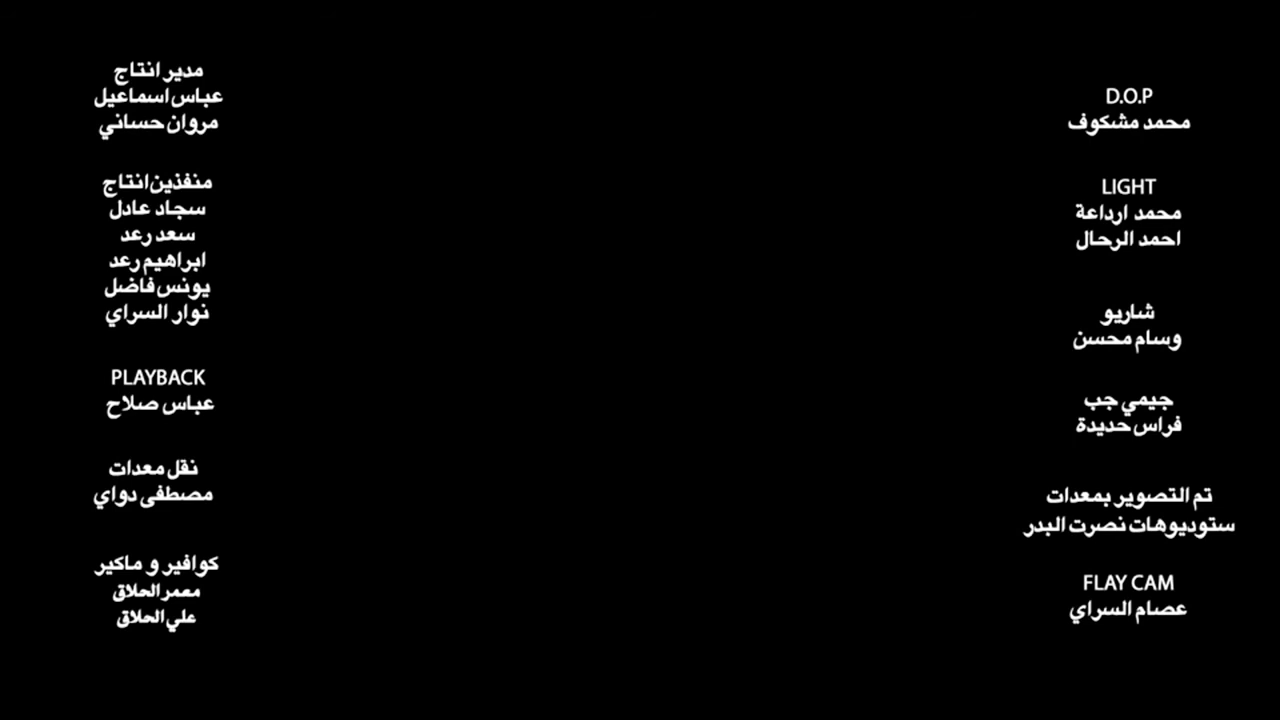 D.O.P
محمد مشكوف
LIGHT
محمد ارداعة
احمد الرحال
شاريو
وسام محسن
جيمي جب
فراس حديدة
تم التصوير بمعدات
ستوديوهات نصرت البدر
FLAY CAM
عصام السراي
مدير انتاج
عباس اسماعيل
مروان حساني
منفذين انتاج
سجاد عادل
سعد رعد
ابراهيم رعد
يونس فاضل
نوار السراي
PLAYBACK
عباس صلاح
نقل معدات
مصطفى دواي
كوافير و ماكير
معمر الحلاق
علي الحلاق